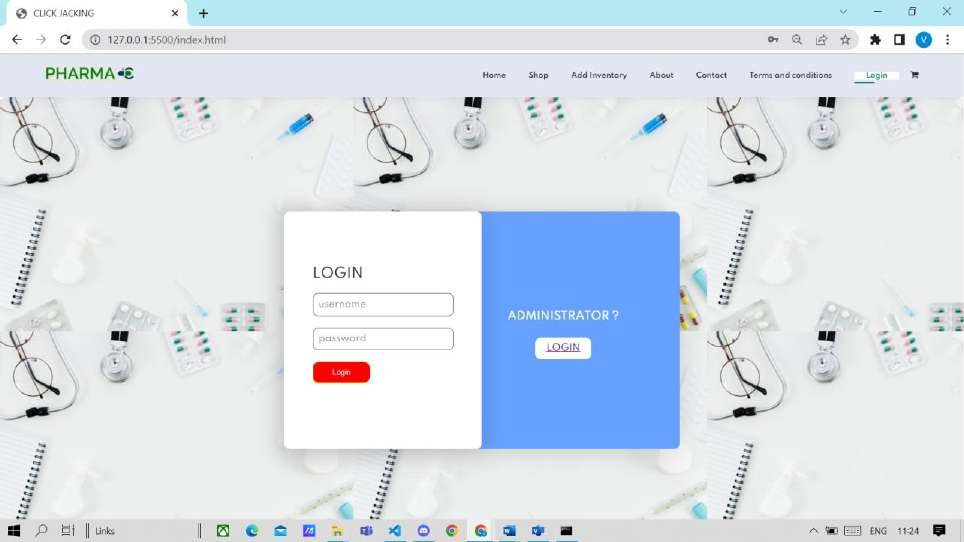 CLICK JACKING
127.0.0.1:5500/index.html
V
PHARMA C
Home Shop Add Inventory About Contact Terms and conditions Login
LOGIN
username
password
Login
ADMINISTRATOR ?
LOGIN
Links
ENG 11:24